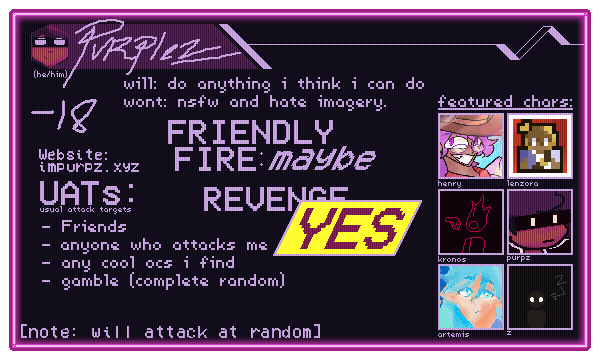 Purplez
(he/him)
will: do anything i think i can do
wont: nsfw and hate imagery.
-18
featured chars:
FRIENDLY
FIRE: maybe
Website:
impurpz.xyz
UATs:
usual attack targets
REVENGE
YES
- Friends
- anyone who attacks me
- any cool ocs i find
- gamble (complete random)
henry
lenzora
kronos
purpz
artemis
z
[note: will attack at random]